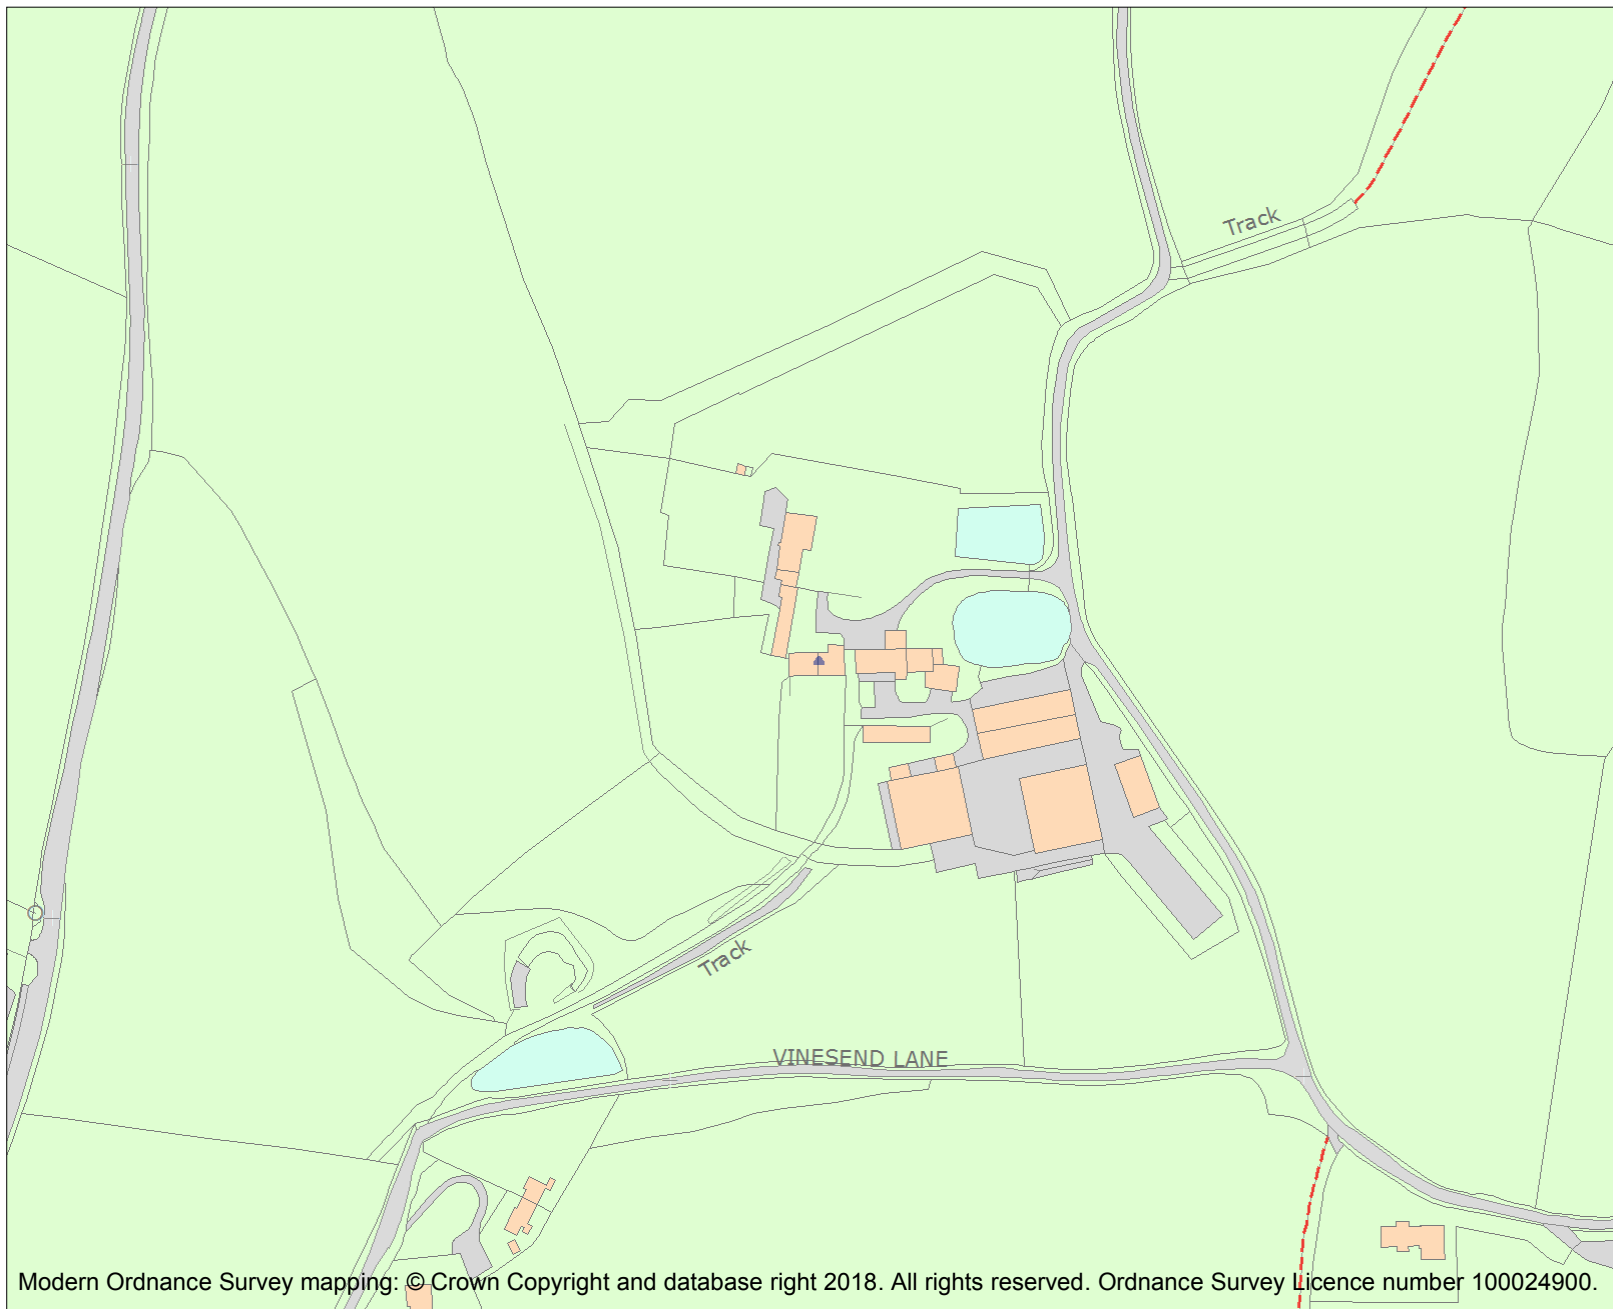 Track
Track
VINESEND LANE
Modern Ordnance Survey mapping: © Crown Copyright and database right 2018. All rights reserved. Ordnance Survey Licence number 100024900.